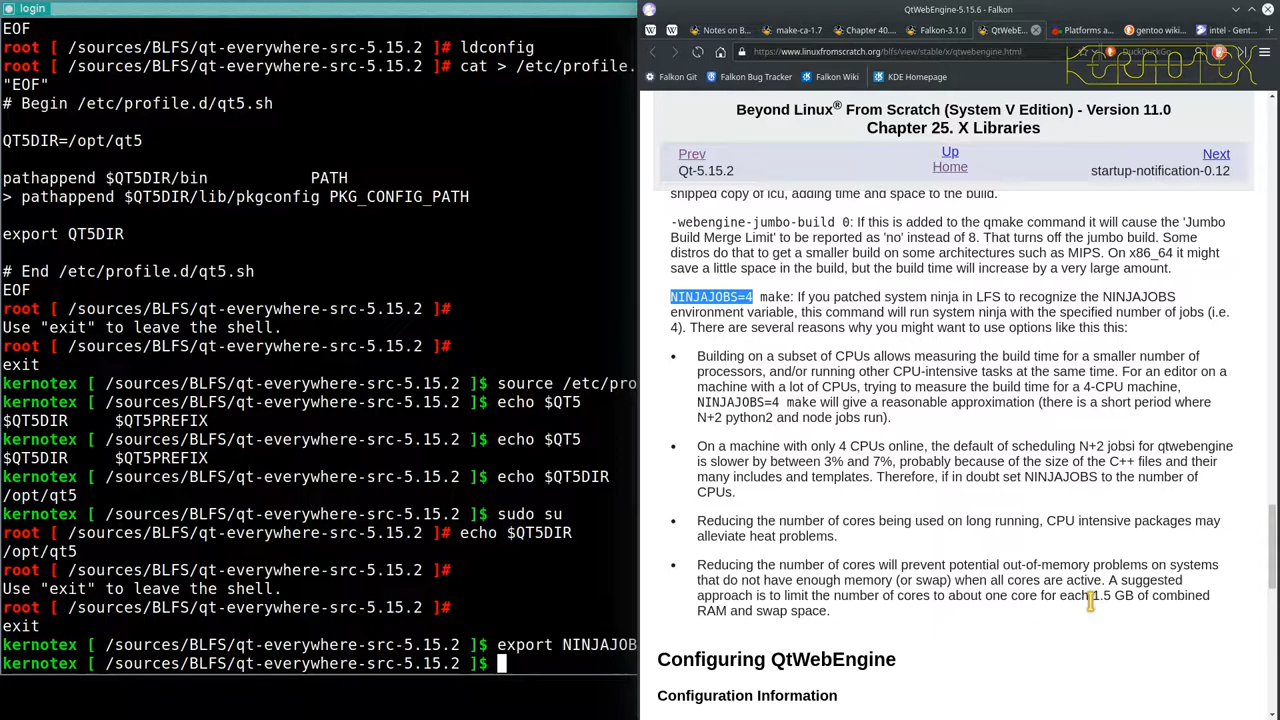 login
EOF
root [ /sources/BLFS/qt-everywhere-src-5.15.2 ]# ldconfig
root [ /sources/BLFS/qt-everywhere-src-5.15.2 ]# cat > /etc/profile.
"EOF"
# Begin /etc/profile.d/qt5.sh
QT5DIR=/opt/qt5
pathappend $QT5DIR/bin           PATH
> pathappend $QT5DIR/lib/pkgconfig PKG_CONFIG_PATH
export QT5DIR
# End /etc/profile.d/qt5.sh
EOF
root [ /sources/BLFS/qt-everywhere-src-5.15.2 ]#
Use "exit" to leave the shell.
root [ /sources/BLFS/qt-everywhere-src-5.15.2 ]#
exit
kernotex [ /sources/BLFS/qt-everywhere-src-5.15.2 ]$ source /etc/pro
kernotex [ /sources/BLFS/qt-everywhere-src-5.15.2 ]$ echo $QT5
$QT5DIR     $QT5PREFIX
kernotex [ /sources/BLFS/qt-everywhere-src-5.15.2 ]$ echo $QT5
$QT5DIR     $QT5PREFIX
kernotex [ /sources/BLFS/qt-everywhere-src-5.15.2 ]$ echo $QT5DIR
/opt/qt5
kernotex [ /sources/BLFS/qt-everywhere-src-5.15.2 ]$ sudo su
root [ /sources/BLFS/qt-everywhere-src-5.15.2 ]# echo $QT5DIR
/opt/qt5
root [ /sources/BLFS/qt-everywhere-src-5.15.2 ]#
Use "exit" to leave the shell.
root [ /sources/BLFS/qt-everywhere-src-5.15.2 ]#
exit
kernotex [ /sources/BLFS/qt-everywhere-src-5.15.2 ]$ export NINJAJOB
kernotex [ /sources/BLFS/qt-everywhere-src-5.15.2 ]$
QtWebEngine-5.15.6 - Falkon
Notes on B... make-ca-1.7 Chapter 40.... Falkon-3.1.0 QtWebE... Platforms a... gentoo wiki intel - Gent...
https://www.linuxfromscratch.org/blfs/view/stable/x/qtwebengine.html
DuckDuckGo
kernotex
Falkon Git Falkon Bug Tracker Falkon Wiki KDE Homepage
Beyond Linux® From Scratch (System V Edition) - Version 11.0
Chapter 25. X Libraries
Prev Up Next
Qt-5.15.2 Home startup-notification-0.12
shipped copy of icu, adding time and space to the build.
-webengine-jumbo-build 0: If this is added to the qmake command it will cause the 'Jumbo
Build Merge Limit' to be reported as 'no' instead of 8. That turns off the jumbo build. Some
distros do that to get a smaller build on some architectures such as MIPS. On x86_64 it might
save a little space in the build, but the build time will increase by a very large amount.
NINJAJOBS=4 make: If you patched system ninja in LFS to recognize the NINJAJOBS
environment variable, this command will run system ninja with the specified number of jobs (i.e.
4). There are several reasons why you might want to use options like this this:
• Building on a subset of CPUs allows measuring the build time for a smaller number of
processors, and/or running other CPU-intensive tasks at the same time. For an editor on a
machine with a lot of CPUs, trying to measure the build time for a 4-CPU machine,
NINJAJOBS=4 make will give a reasonable approximation (there is a short period where
N+2 python2 and node jobs run).
• On a machine with only 4 CPUs online, the default of scheduling N+2 jobsi for qtwebengine
is slower by between 3% and 7%, probably because of the size of the C++ files and their
many includes and templates. Therefore, if in doubt set NINJAJOBS to the number of
CPUs.
• Reducing the number of cores being used on long running, CPU intensive packages may
alleviate heat problems.
• Reducing the number of cores will prevent potential out-of-memory problems on systems
that do not have enough memory (or swap) when all cores are active. A suggested
approach is to limit the number of cores to about one core for each 1.5 GB of combined
RAM and swap space.
Configuring QtWebEngine
Configuration Information